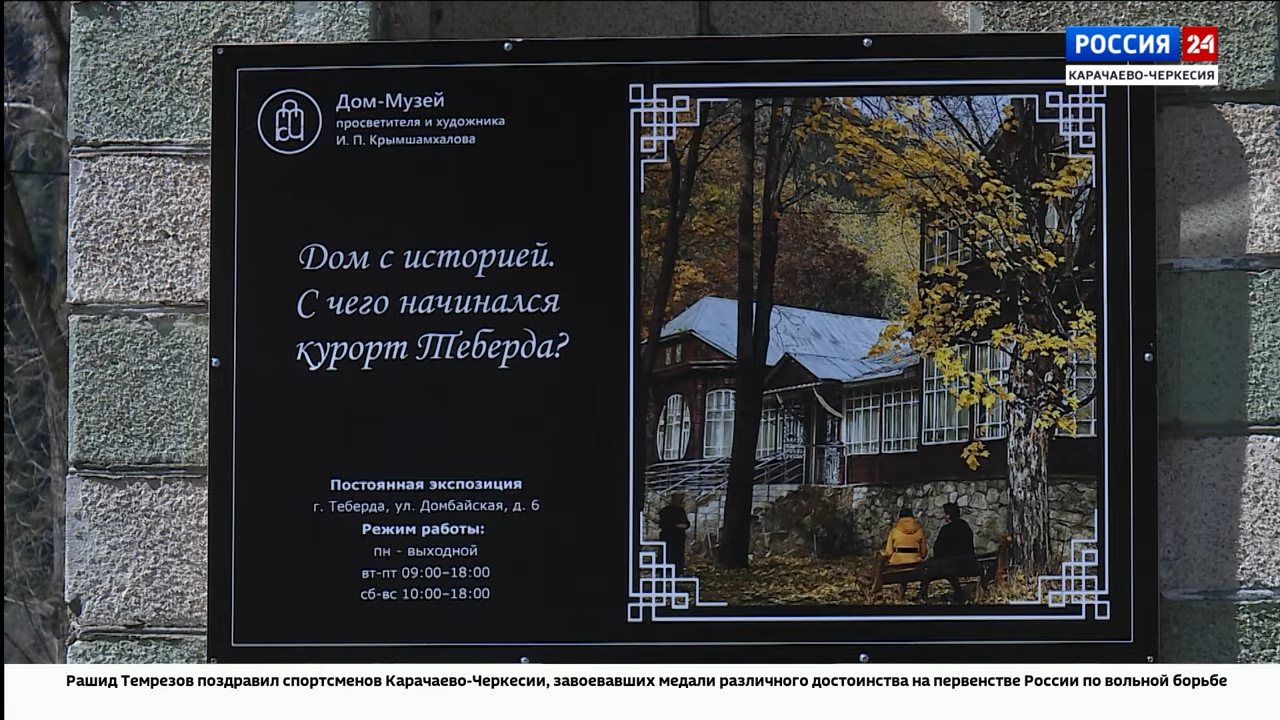 РОССИЯ 24
КАРАЧАЕВО-ЧЕРКЕСИЯ
Дом-Музей
просветителя и художника
И. П. Крымшамхалова
Дом с историей.
С чего начинался
курорт Теберда?
Постоянная экспозиция
г. Теберда, ул. Домбайская, д. 6
Режим работы:
пн - выходной
вт-пт 09:00–18:00
сб-вс 10:00–18:00
Рашид Темрезов поздравил спортсменов Карачаево-Черкесии, завоевавших медали различного достоинства на первенстве России по вольной борьбе